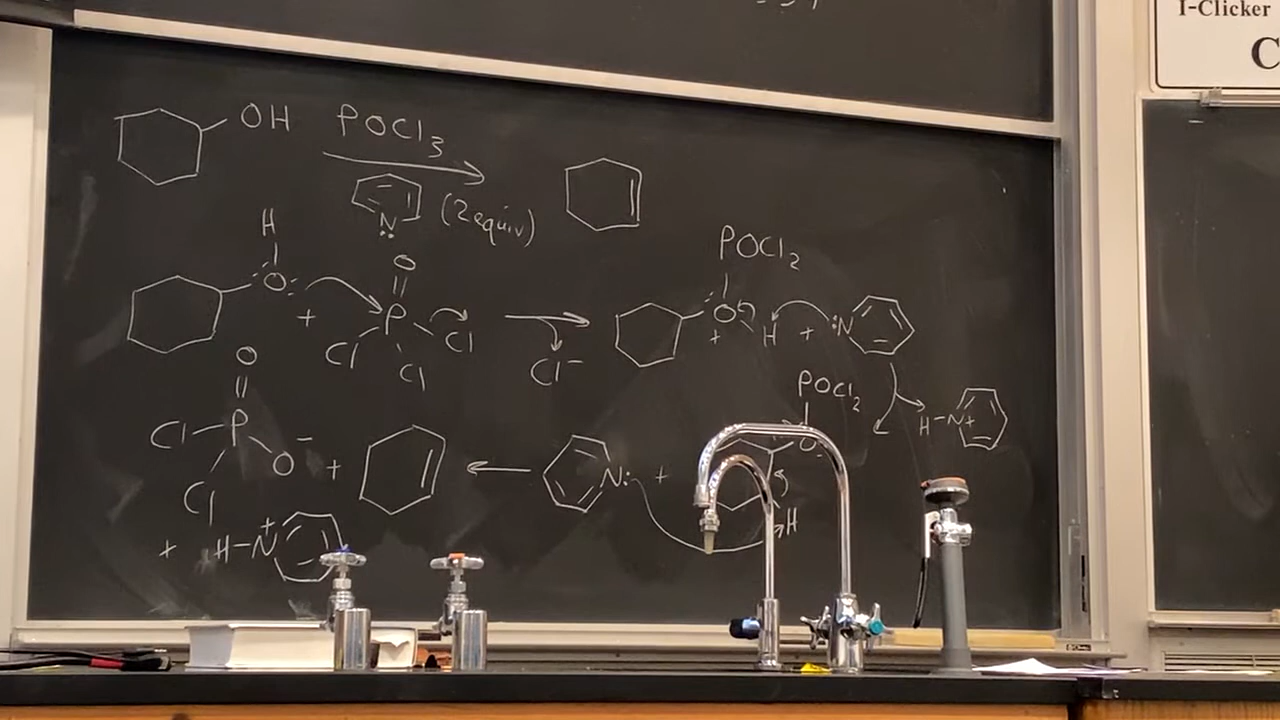 I-Clicker
C
OH POCl3
N (2 equiv)
H
O + O P Cl Cl Cl Cl−
POCl2
O + H + :N
H-N+
POCl2
O
H
O
Cl-P-O− + N: +
Cl
+ H-N+